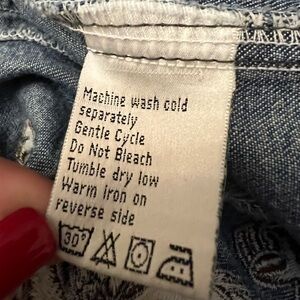 Machine wash cold
separately
Gentle Cycle
Do Not Bleach
Tumble dry low
Warm iron on
reverse side
30°